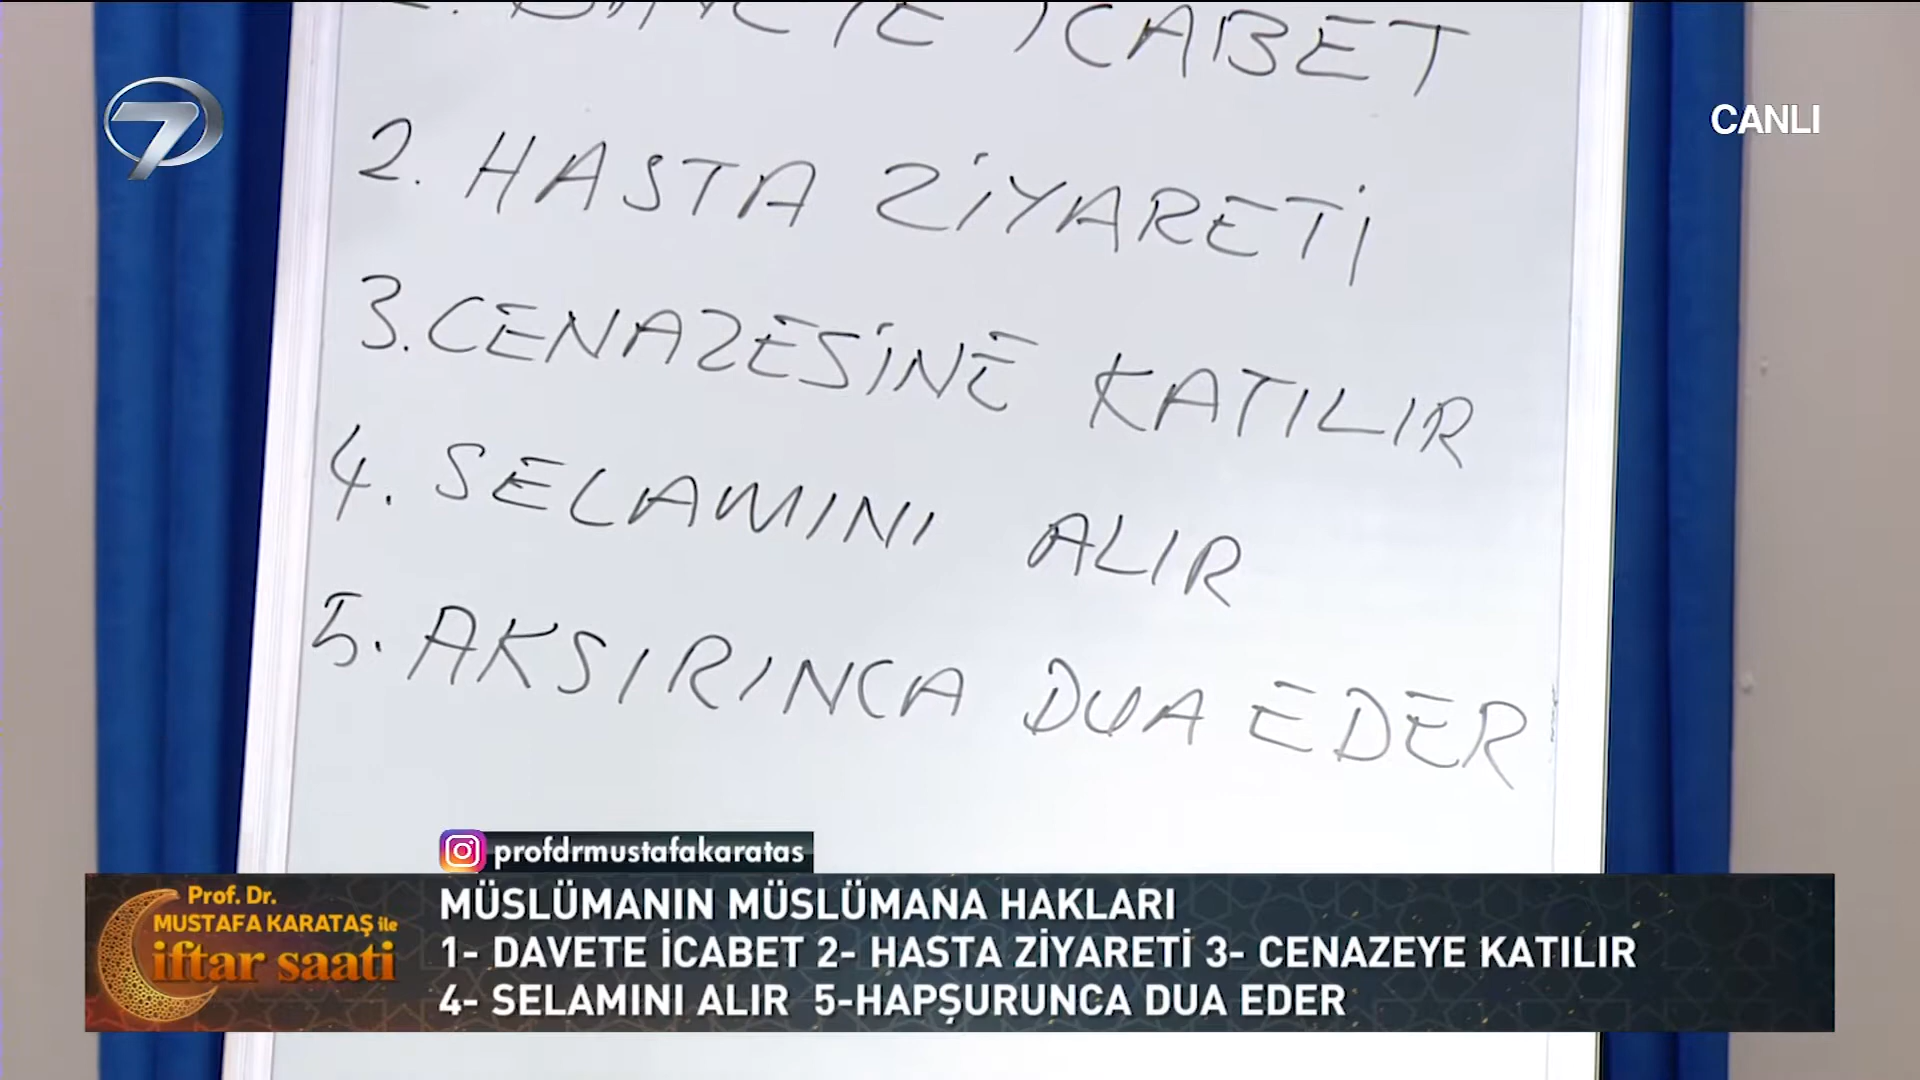 İCABET
2. HASTA ZİYARETİ
3. CENAZESİNE KATILIR
4. SELAMINI ALIR
5. AKSIRINCA DUA EDER
7
CANLI
profdrmustafakaratas
Prof. Dr.
MUSTAFA KARATAŞ ile
iftar saati
MÜSLÜMANIN MÜSLÜMANA HAKLARI
1- DAVETE İCABET 2- HASTA ZİYARETİ 3- CENAZEYE KATILIR
4- SELAMINI ALIR 5-HAPŞURUNCA DUA EDER